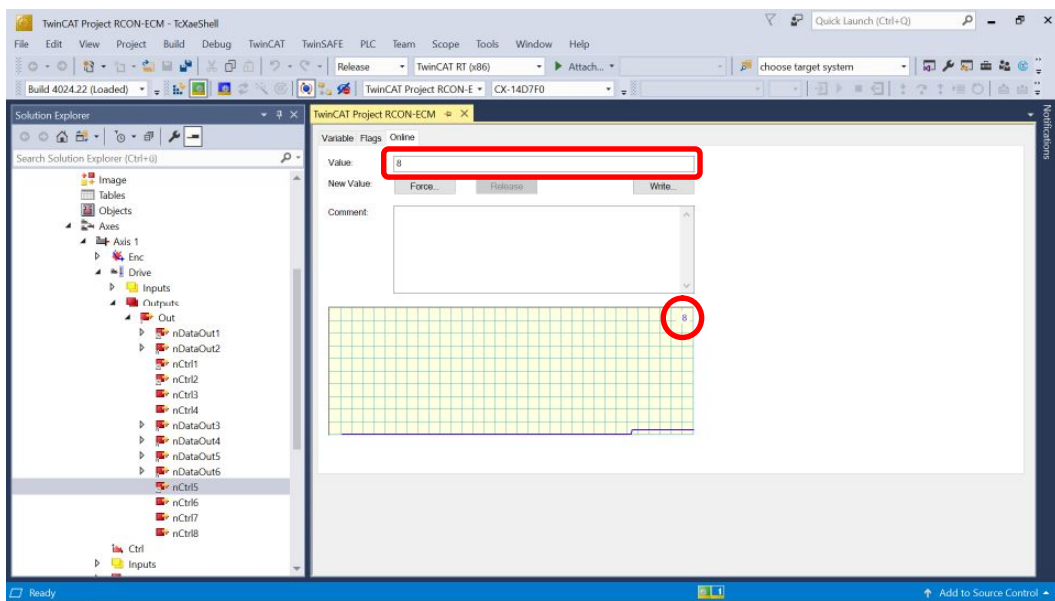 TwinCAT Project RCON-ECM - TcXaeShell
Quick Launch (Ctrl+Q)
File Edit View Project Build Debug TwinCAT TwinSAFE PLC Team Scope Tools Window Help
Release TwinCAT RT (x86) Attach... choose target system
Build 4024.22 (Loaded) TwinCAT Project RCON-E CX-14D7F0
Solution Explorer
Search Solution Explorer (Ctrl+ü)
Image
Tables
Objects
Axes
Axis 1
Enc
Drive
Inputs
Outputs
Out
nDataOut1
nDataOut2
nCtrl1
nCtrl2
nCtrl3
nCtrl4
nDataOut3
nDataOut4
nDataOut5
nDataOut6
nCtrl5
nCtrl6
nCtrl7
nCtrl8
Ctrl
Inputs
TwinCAT Project RCON-ECM
Variable Flags Online
Value: 8
New Value: Force... Release Write...
Comment:
8
Notifications
Ready 1 Add to Source Control